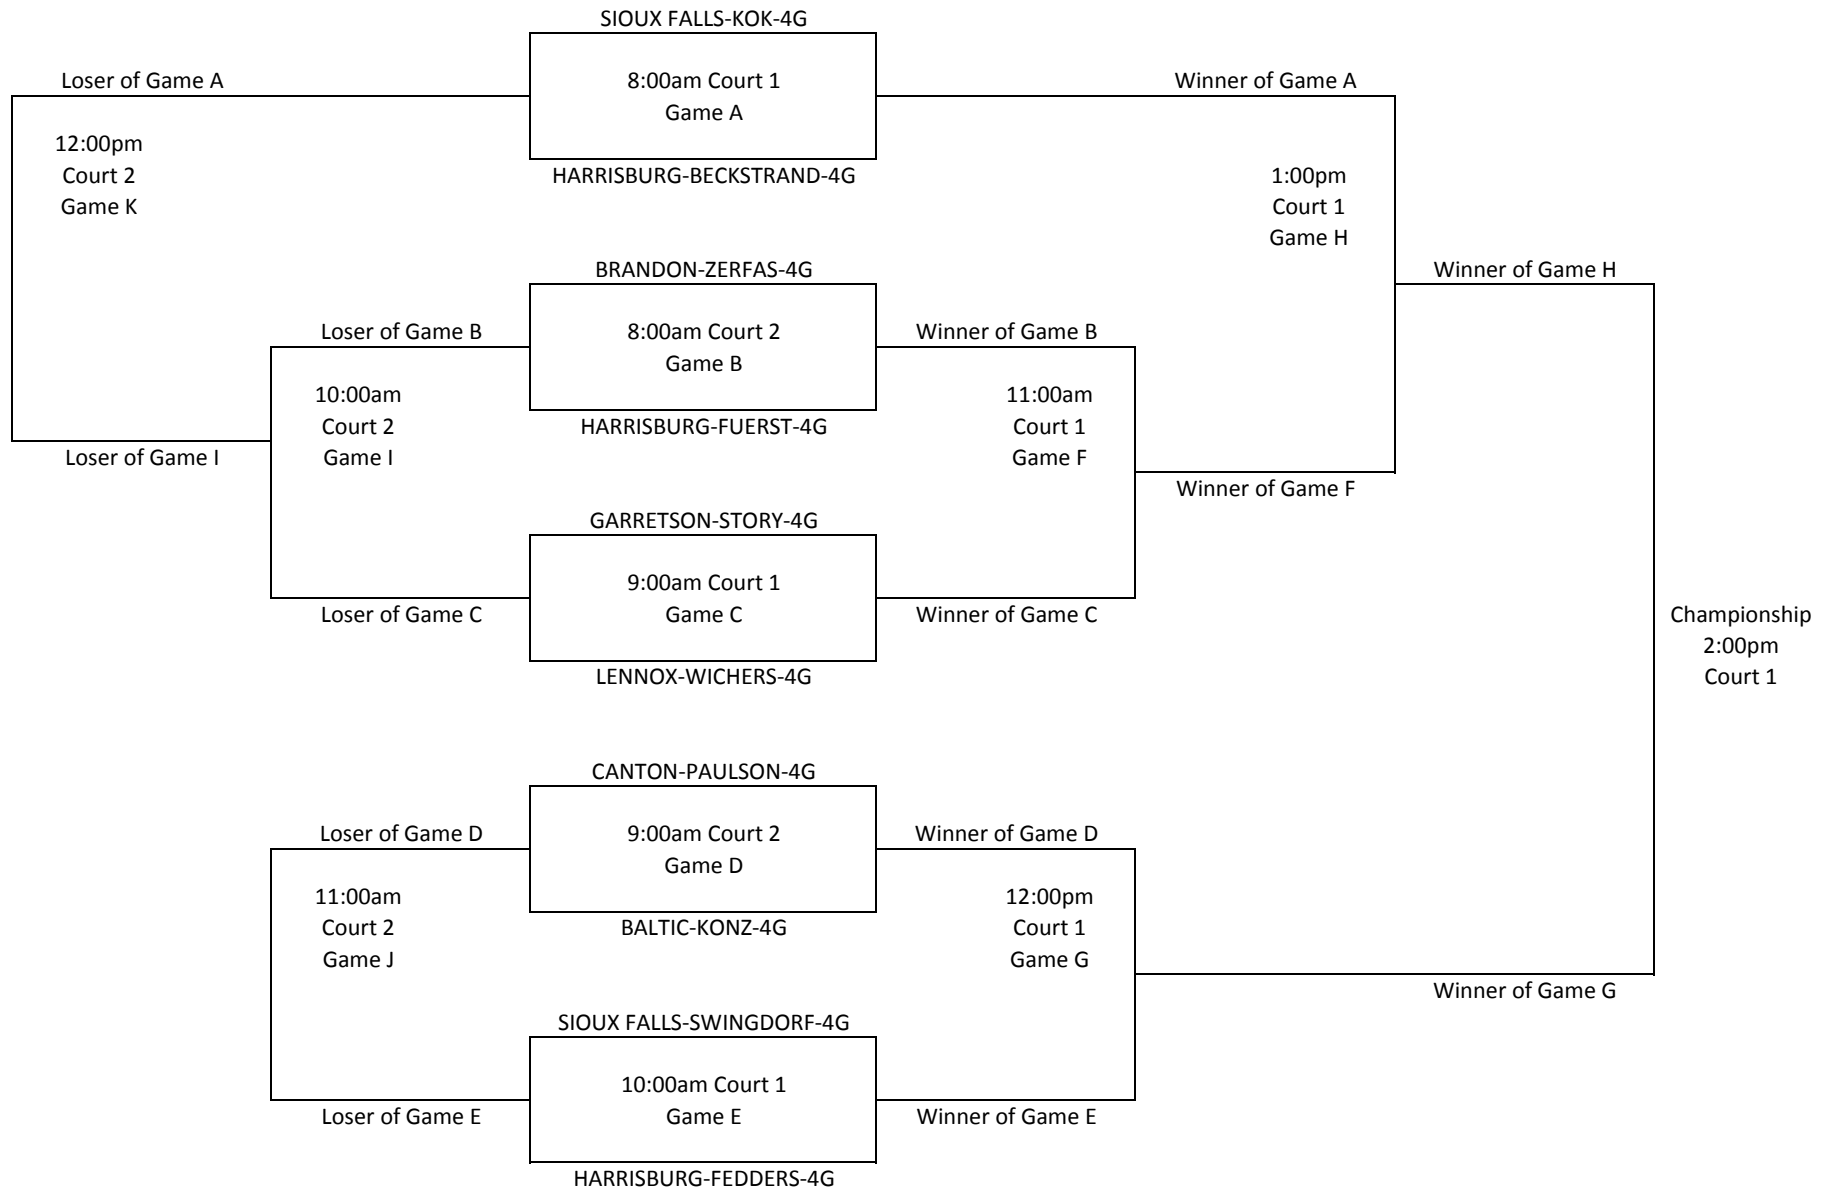 SIOUX FALLS-KOK-4G
Loser of Game A
8:00am Court 1
Winner of Game A
Game A
12:00pm
Court 2
HARRISBURG-BECKSTRAND-4G
1:00pm
Game K
Court 1
Game H
BRANDON-ZERFAS-4G
Winner of Game H
Loser of Game B
8:00am Court 2
Winner of Game B
Game B
10:00am
11:00am
Court 2
HARRISBURG-FUERST-4G
Court 1
Loser of Game I
Game I
Game F
Winner of Game F
GARRETSON-STORY-4G
9:00am Court 1
Loser of Game C
Game C
Winner of Game C
Championship
2:00pm
LENNOX-WICHERS-4G
Court 1
CANTON-PAULSON-4G
Loser of Game D
9:00am Court 2
Winner of Game D
Game D
11:00am
12:00pm
Court 2
BALTIC-KONZ-4G
Court 1
Game J
Game G
Winner of Game G
SIOUX FALLS-SWINGDORF-4G
10:00am Court 1
Loser of Game E
Game E
Winner of Game E
HARRISBURG-FEDDERS-4G